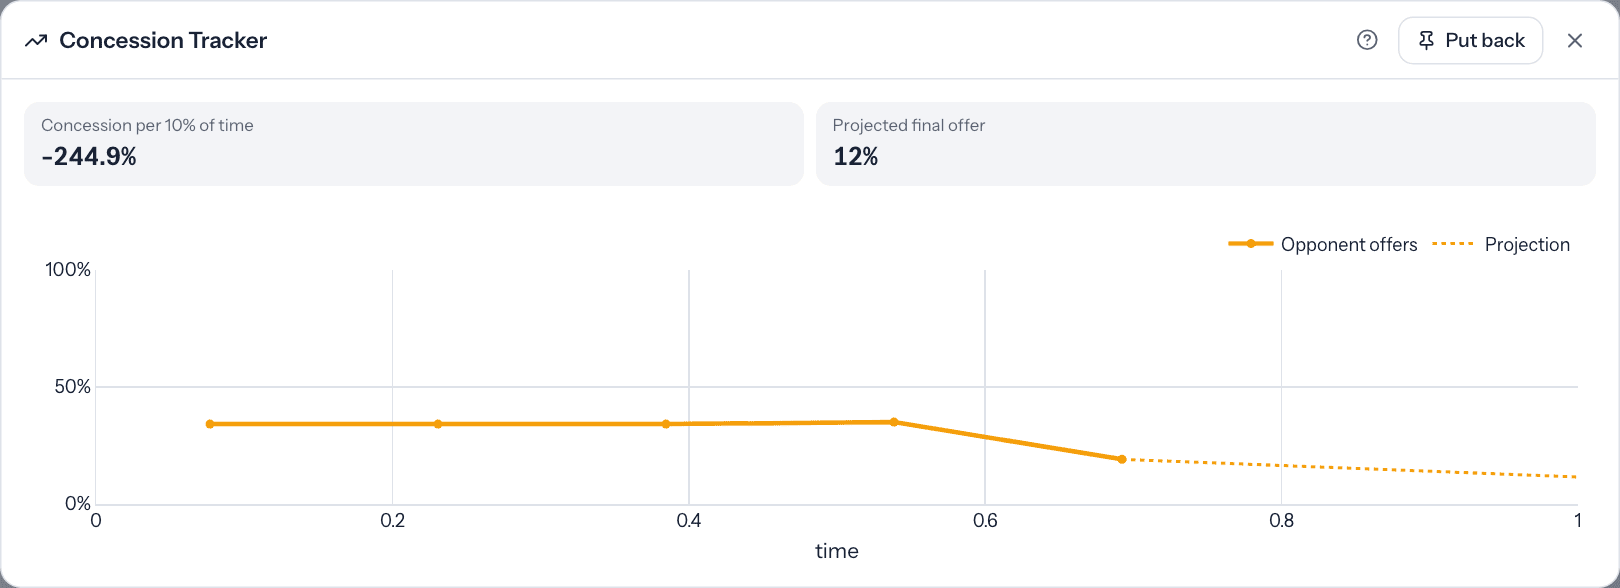 Concession Tracker
Put back
Concession per 10% of time
-244.9%
Projected final offer
12%
Opponent offers
Projection
100%
50%
0%
0 0.2 0.4 0.6 0.8 1
time